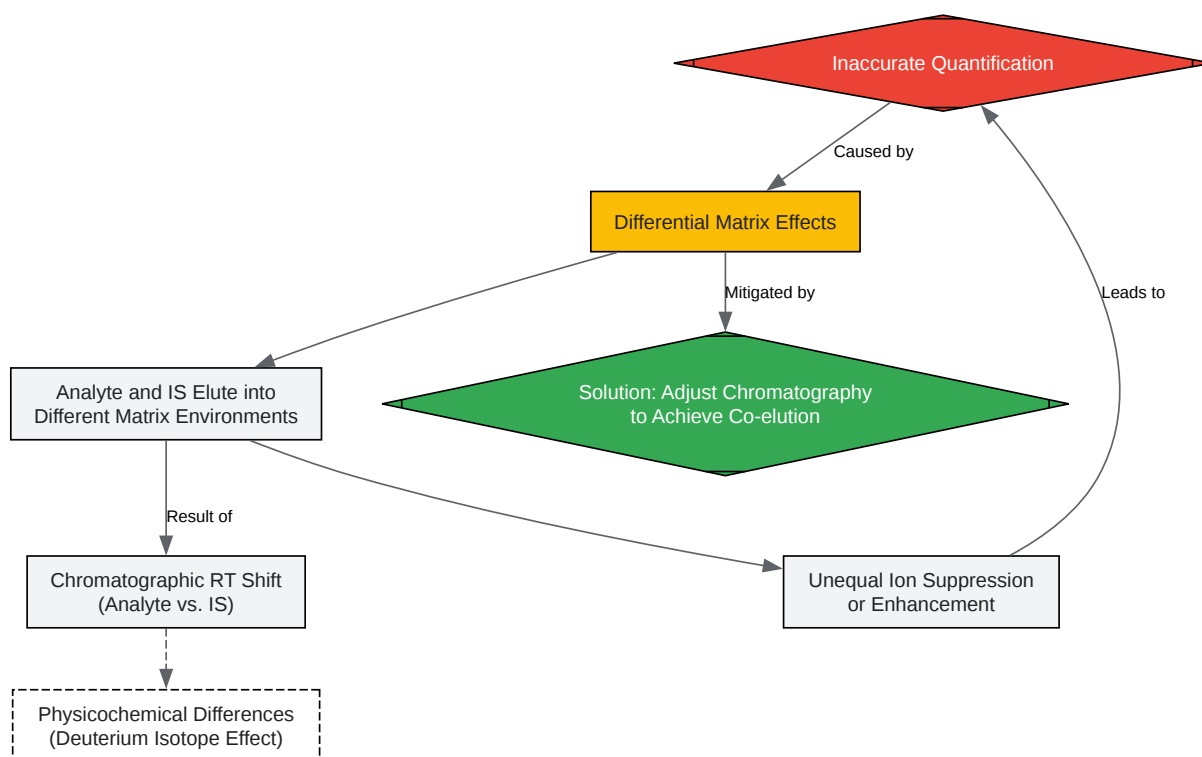 Inaccurate Quantification
Caused by
Differential Matrix Effects
Mitigated by
Leads to
Analyte and IS Elute into
Different Matrix Environments
Solution: Adjust Chromatography
to Achieve Co-elution
Result of
Chromatographic RT Shift
(Analyte vs. IS)
Unequal Ion Suppression
or Enhancement
Physicochemical Differences
(Deuterium Isotope Effect)